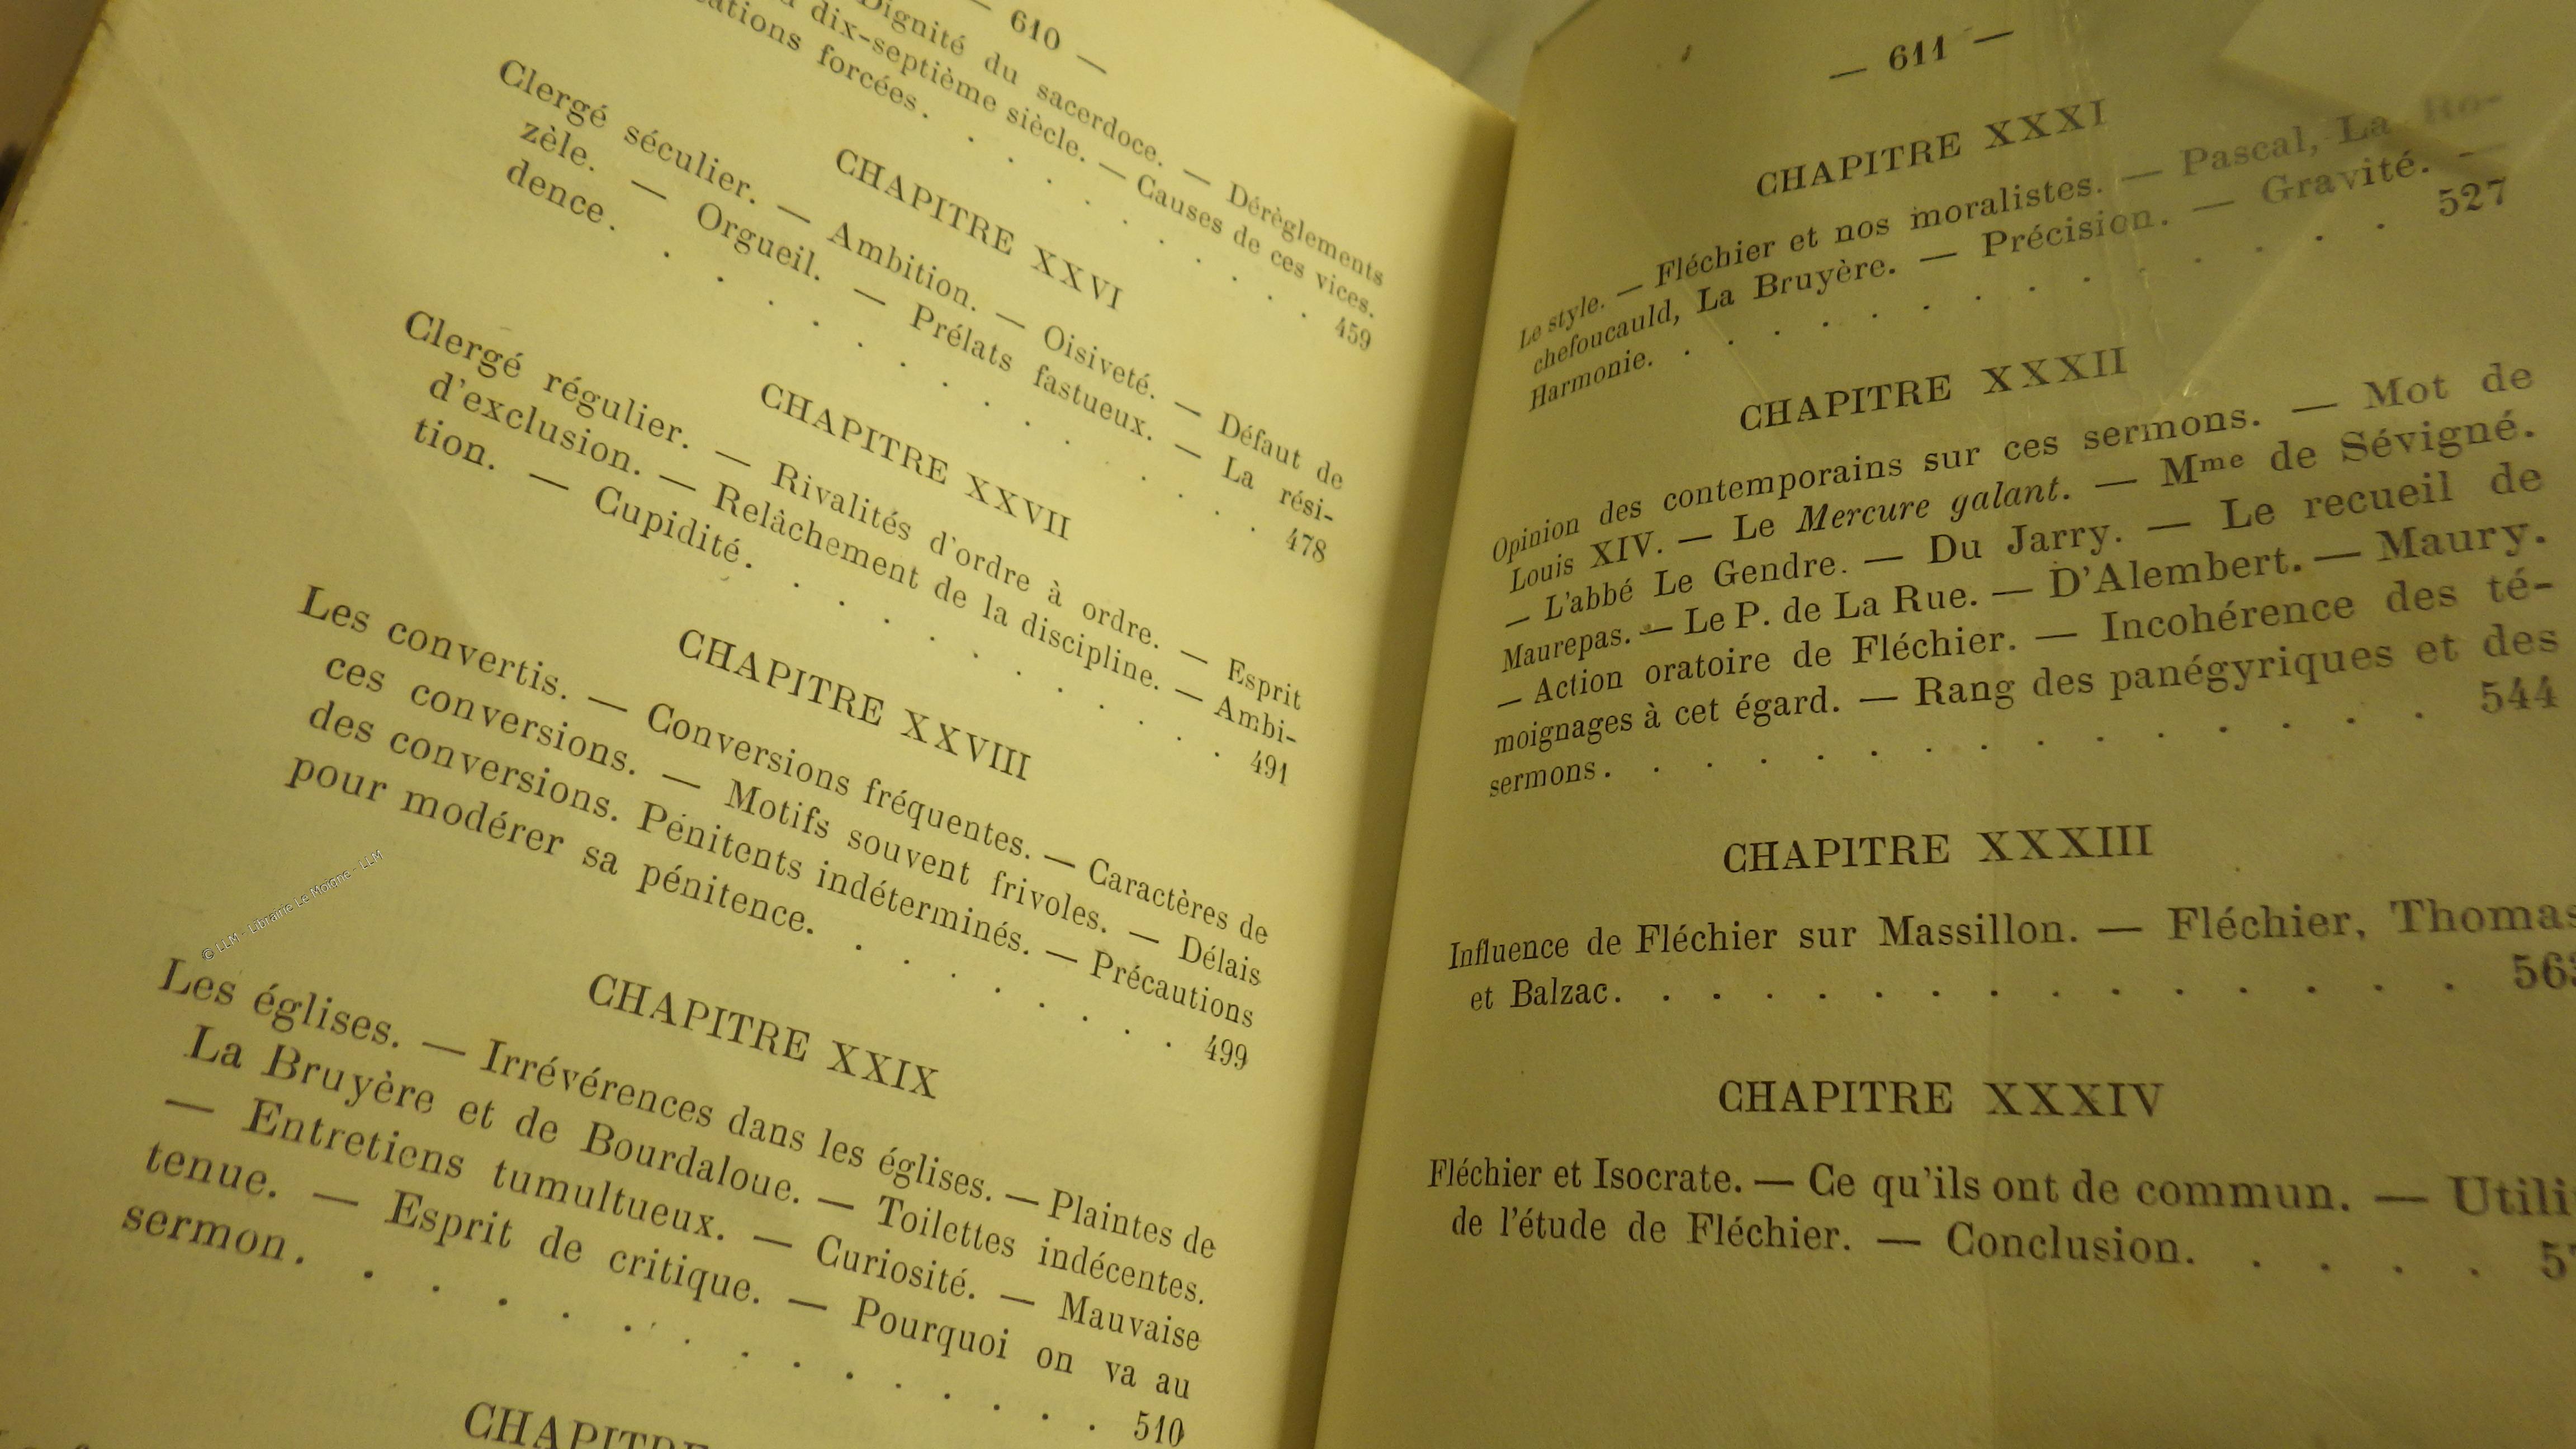 — 610 —
Dignité du sacerdoce. — Dérèglements
dix-septième siècle. — Causes de ces vices.
forcées. . . . . . . . . . 459
CHAPITRE XXVI
Clergé séculier. — Ambition. — Oisiveté. — Défaut de
zèle. — Orgueil. — Prélats fastueux. — La rési-
dence. . . . . . . . . . . . . 478
CHAPITRE XXVII
Clergé régulier. — Rivalités d'ordre à ordre. — Esprit
d'exclusion. — Relâchement de la discipline. — Ambi-
tion. — Cupidité. . . . . . . . . . 491
CHAPITRE XXVIII
Les convertis. — Conversions fréquentes. — Caractères de
ces conversions. — Motifs souvent frivoles. — Délais
des conversions. Pénitents indéterminés. — Précautions
pour modérer sa pénitence. . . . . . . . 499
CHAPITRE XXIX
Les églises. — Irrévérences dans les églises. — Plaintes de
La Bruyère et de Bourdaloue. — Toilettes indécentes.
— Entretiens tumultueux. — Curiosité. — Mauvaise
tenue. — Esprit de critique. — Pourquoi on va au
sermon. . . . . . . . . . . . . . 510
CHAPITRE
— 611 —
CHAPITRE XXXI
Le style. — Fléchier et nos moralistes. — Pascal, La Ro-
chefoucauld, La Bruyère. — Précision. — Gravité. —
Harmonie. . . . . . . . . . . . . 527
CHAPITRE XXXII
Opinion des contemporains sur ces sermons. — Mot de
Louis XIV. — Le Mercure galant. — Mme de Sévigné.
— L'abbé Le Gendre. — Du Jarry. — Le recueil de
Maurepas. — Le P. de La Rue. — D'Alembert. — Maury.
— Action oratoire de Fléchier. — Incohérence des té-
moignages à cet égard. — Rang des panégyriques et des
sermons. . . . . . . . . . . . . . 544
CHAPITRE XXXIII
Influence de Fléchier sur Massillon. — Fléchier, Thomas
et Balzac. . . . . . . . . . . . . . . 563
CHAPITRE XXXIV
Fléchier et Isocrate. — Ce qu'ils ont de commun. — Utili
de l'étude de Fléchier. — Conclusion. . . . . 57
© LLM - Librairie Le Moigne - LLM